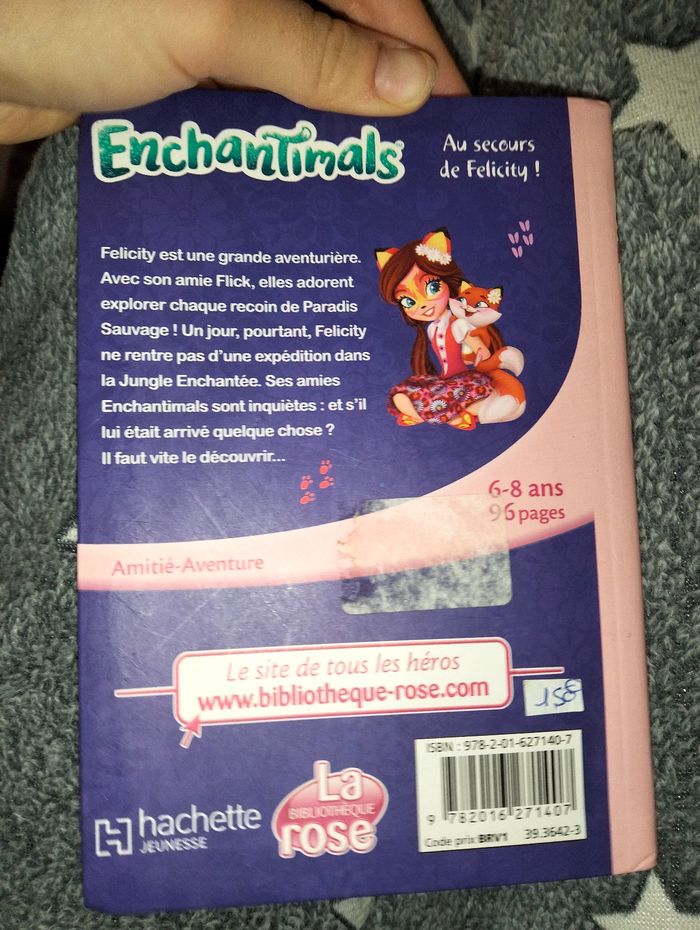 Enchantimals
Au secours
de Felicity !
Felicity est une grande aventurière.
Avec son amie Flick, elles adorent
explorer chaque recoin de Paradis
Sauvage ! Un jour, pourtant, Felicity
ne rentre pas d'une expédition dans
la Jungle Enchantée. Ses amies
Enchantimals sont inquiètes : et s'il
lui était arrivé quelque chose ?
Il faut vite le découvrir...
6-8 ans
96 pages
Amitié-Aventure
Le site de tous les héros
www.bibliotheque-rose.com
ISBN : 978-2-01-627140-7
9 782016 271407
Code prix BRV1 39.3642-3
hachette
JEUNESSE
La
BIBLIOTHÈQUE
rose